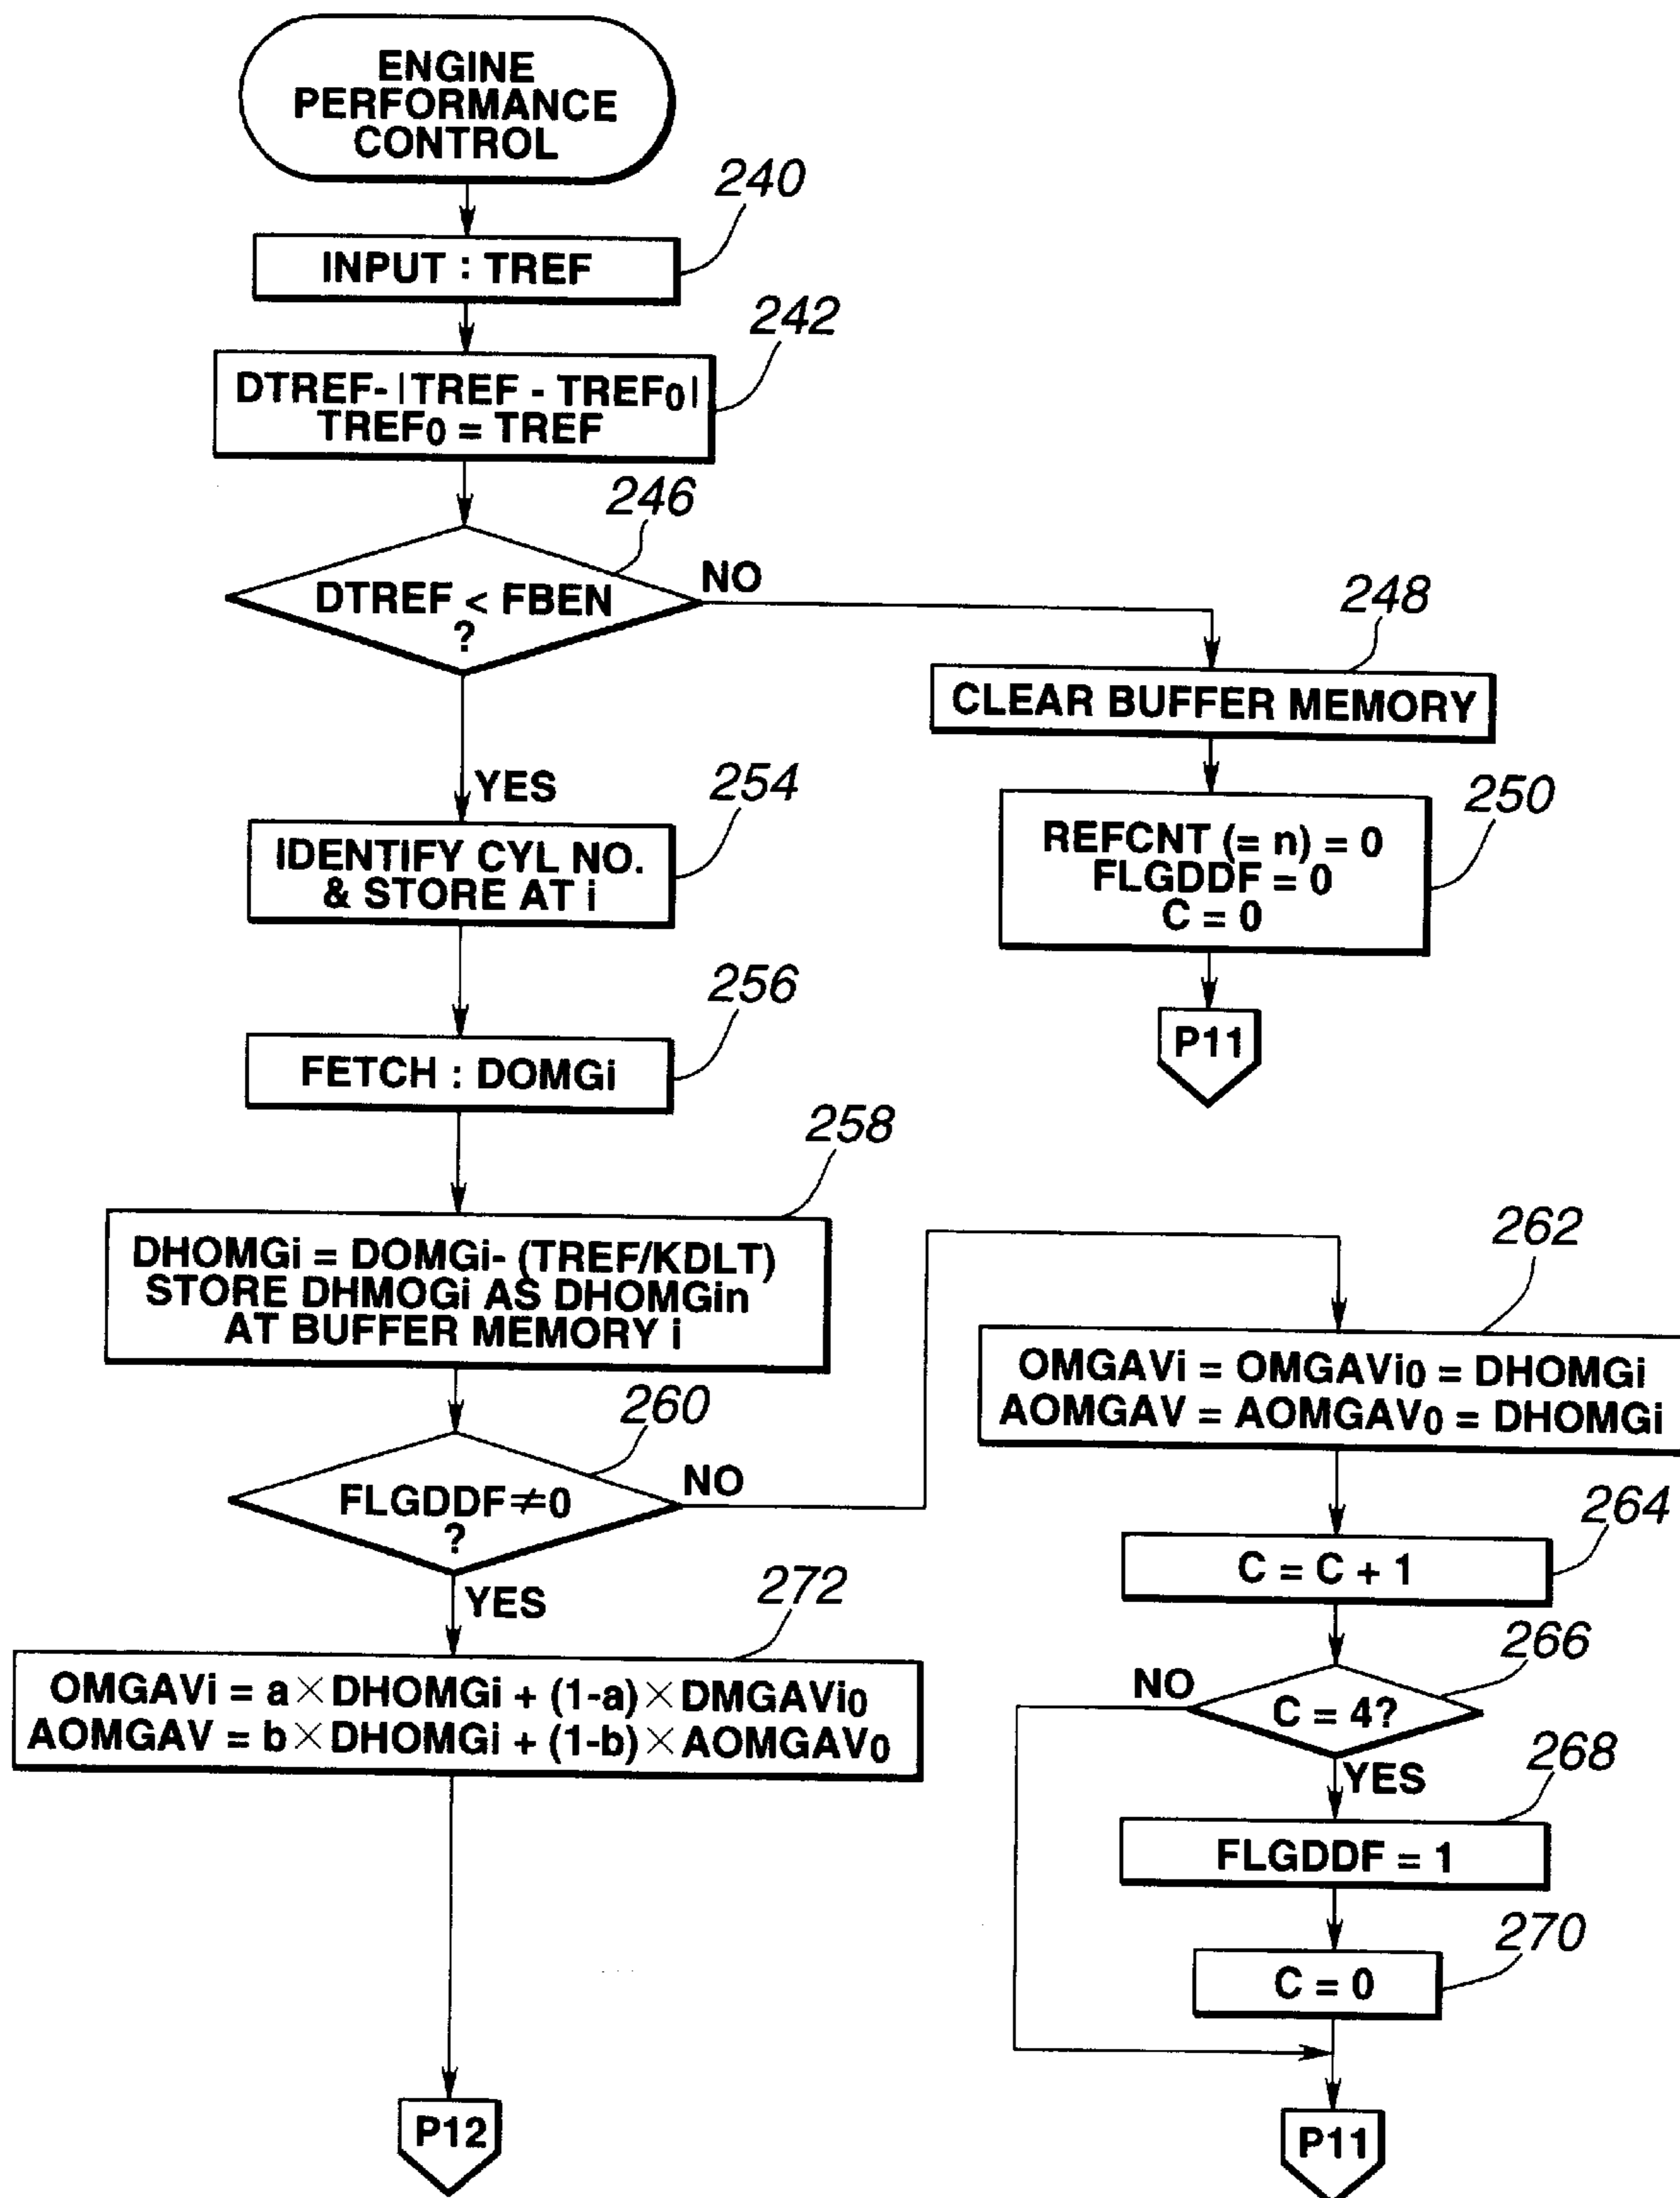 ENGINE
PERFORMANCE
CONTROL
240
INPUT : TREF
242
DTREF- |TREF - TREF0|
TREF0 = TREF
246
DTREF < FBEN
?
NO
248
CLEAR BUFFER MEMORY
YES
254
250
IDENTIFY CYL NO.
& STORE AT i
REFCNT (= n) = 0
FLGDDF = 0
C = 0
256
FETCH : DOMGi
P11
258
DHOMGi = DOMGi- (TREF/KDLT)
STORE DHMOGi AS DHOMGin
AT BUFFER MEMORY i
262
OMGAVi = OMGAVi0 = DHOMGi
AOMGAV = AOMGAV0 = DHOMGi
260
FLGDDF≠0
?
NO
264
C = C + 1
YES
272
OMGAVi = a×DHOMGi + (1-a)×DMGAVi0
AOMGAV = b×DHOMGi + (1-b)×AOMGAV0
266
NO
C = 4?
YES
268
FLGDDF = 1
270
C = 0
P12
P11